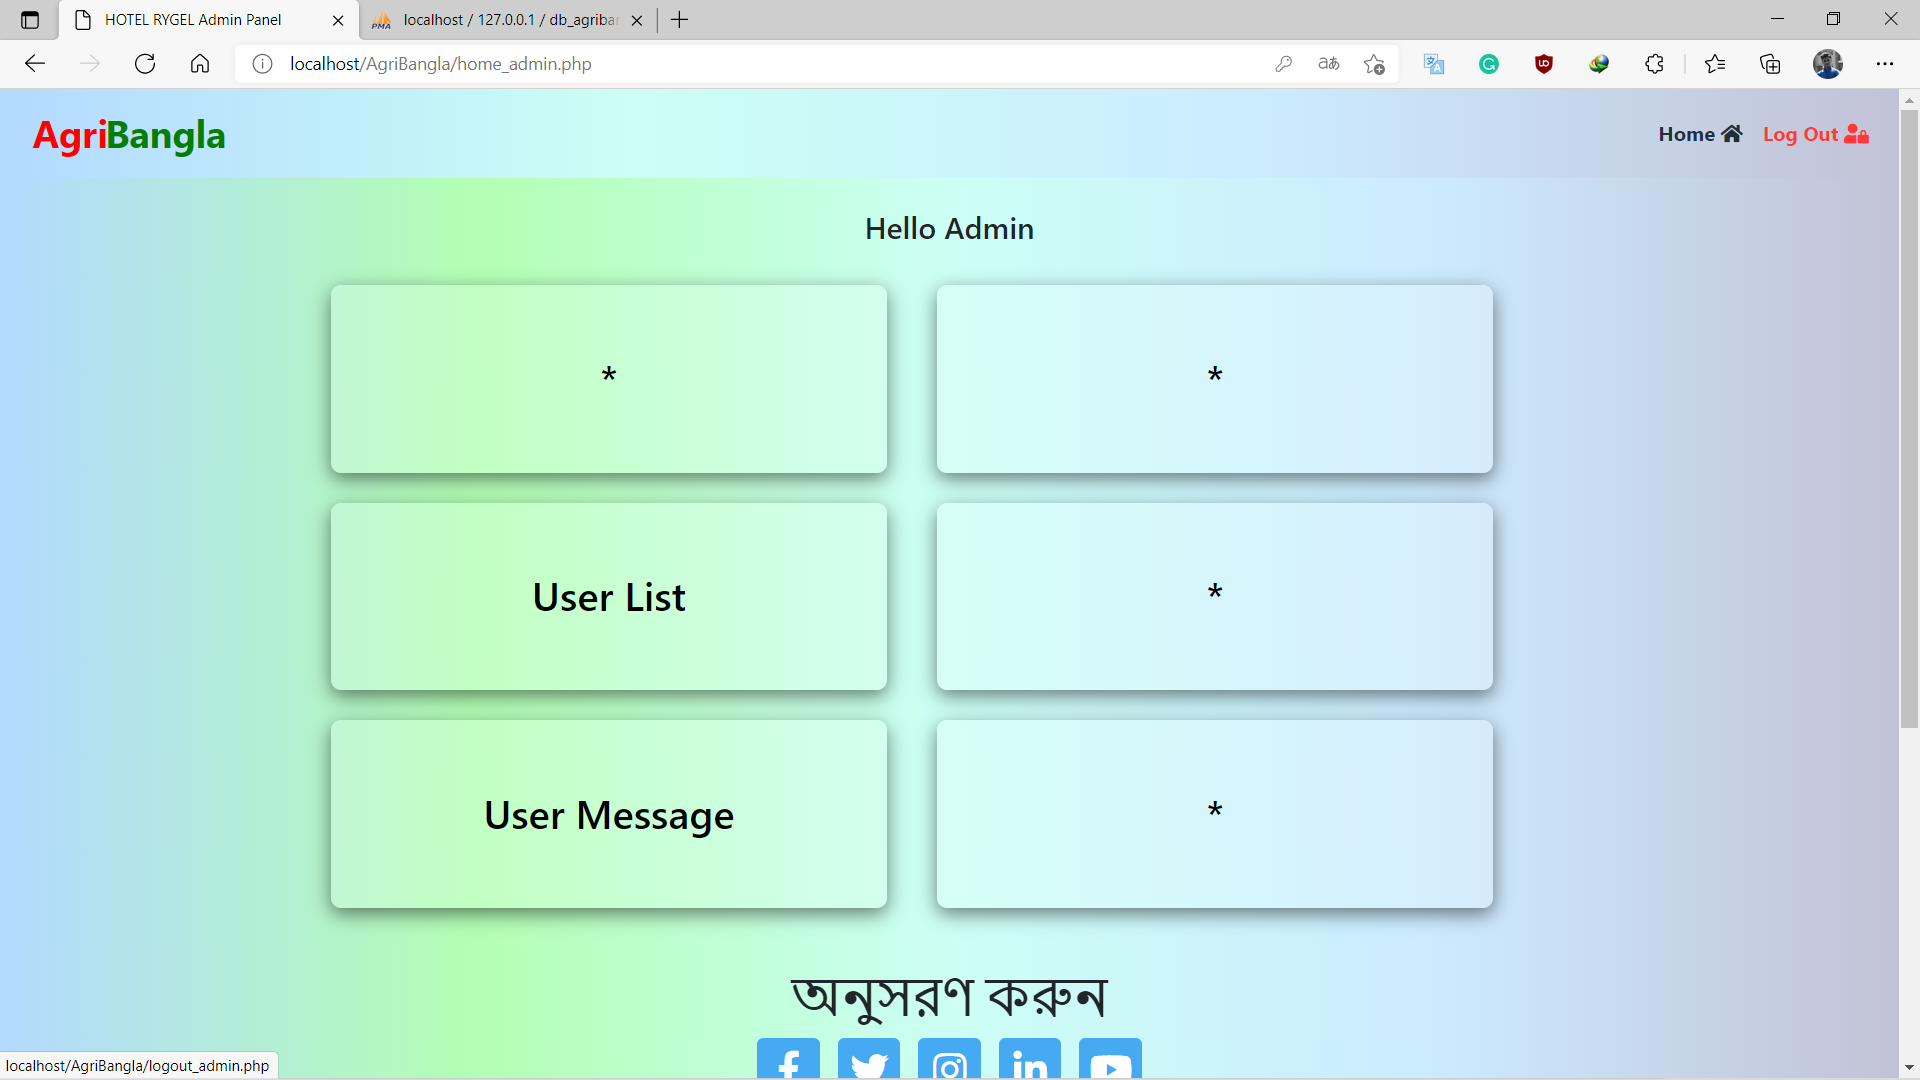 HOTEL RYGEL Admin Panel
localhost / 127.0.0.1 / db_agriba
localhost/AgriBangla/home_admin.php
AgriBangla
Home
Log Out
Hello Admin
*
*
User List
*
User Message
*
অনুসরণ করুন
localhost/AgriBangla/logout_admin.php